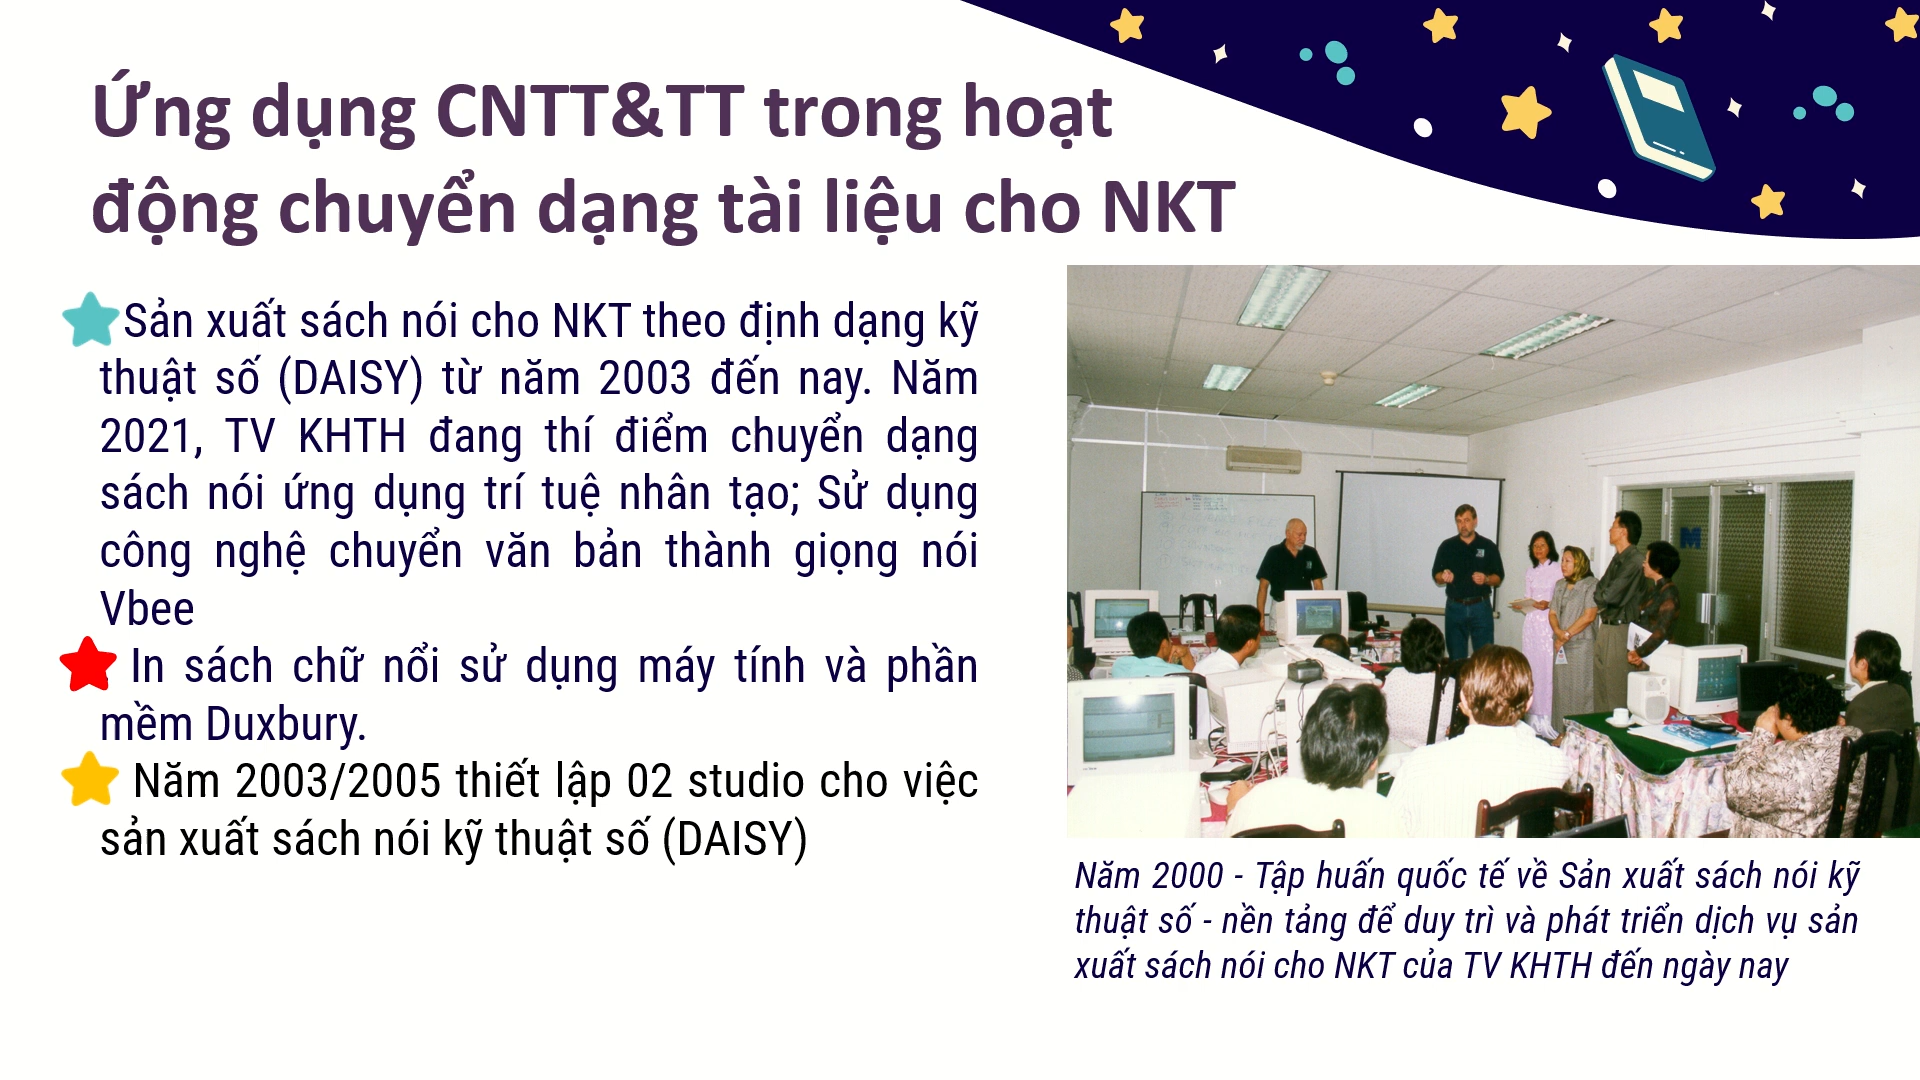 Ứng dụng CNTT&TT trong hoạt
động chuyển dạng tài liệu cho NKT
Sản xuất sách nói cho NKT theo định dạng kỹ
thuật số (DAISY) từ năm 2003 đến nay. Năm
2021, TV KHTH đang thí điểm chuyển dạng
sách nói ứng dụng trí tuệ nhân tạo; Sử dụng
công nghệ chuyển văn bản thành giọng nói
Vbee
In sách chữ nổi sử dụng máy tính và phần
mềm Duxbury.
Năm 2003/2005 thiết lập 02 studio cho việc
sản xuất sách nói kỹ thuật số (DAISY)
M
Năm 2000 - Tập huấn quốc tế về Sản xuất sách nói kỹ
thuật số - nền tảng để duy trì và phát triển dịch vụ sản
xuất sách nói cho NKT của TV KHTH đến ngày nay